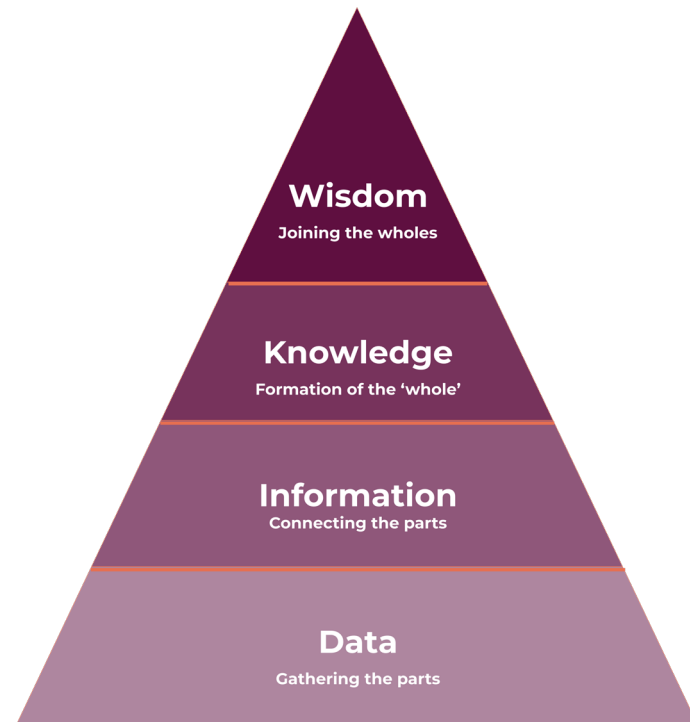 Wisdom
Joining the wholes
Knowledge
Formation of the ‘whole’
Information
Connecting the parts
Data
Gathering the parts